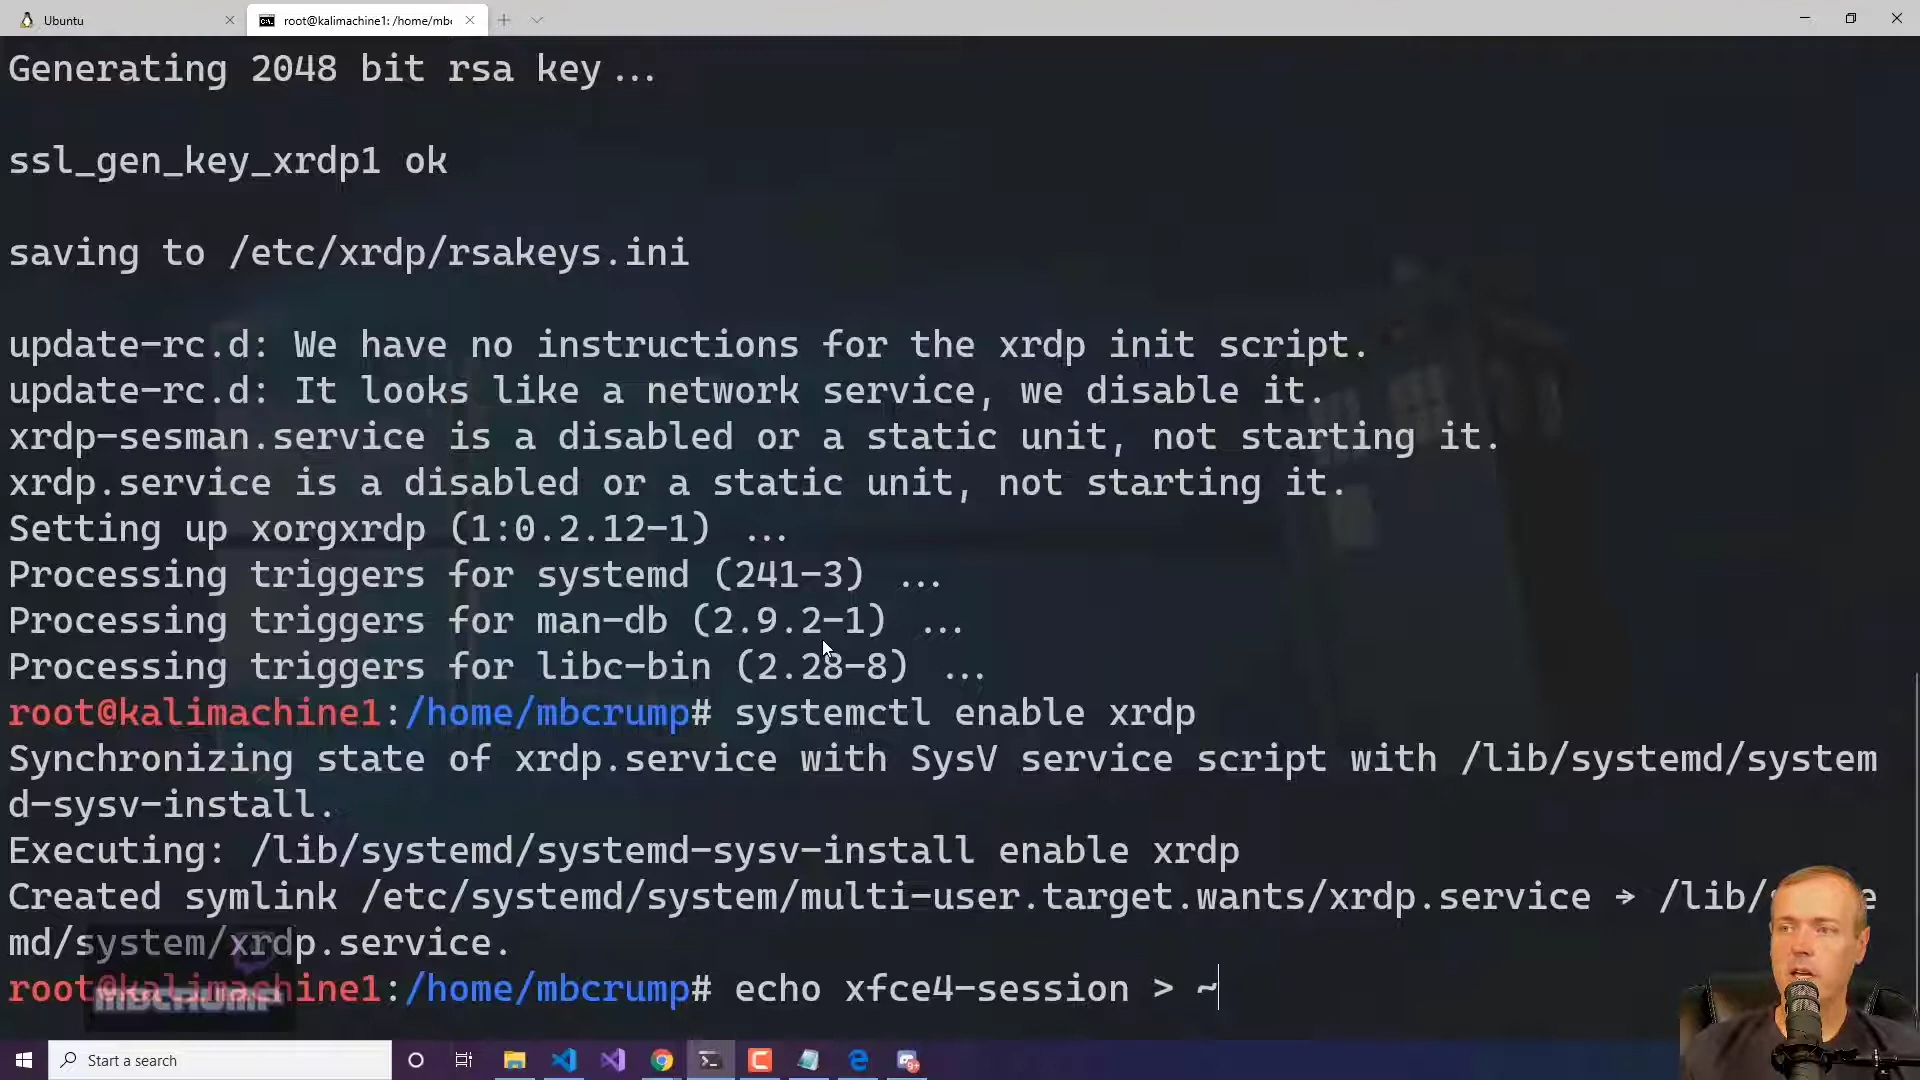 Ubuntu
root@kalimachine1: /home/mbc
Generating 2048 bit rsa key...
ssl_gen_key_xrdp1 ok
saving to /etc/xrdp/rsakeys.ini
update-rc.d: We have no instructions for the xrdp init script.
update-rc.d: It looks like a network service, we disable it.
xrdp-sesman.service is a disabled or a static unit, not starting it.
xrdp.service is a disabled or a static unit, not starting it.
Setting up xorgxrdp (1:0.2.12-1) ...
Processing triggers for systemd (241-3) ...
Processing triggers for man-db (2.9.2-1) ...
Processing triggers for libc-bin (2.28-8) ...
root@kalimachine1:/home/mbcrump# systemctl enable xrdp
Synchronizing state of xrdp.service with SysV service script with /lib/systemd/system
d-sysv-install.
Executing: /lib/systemd/systemd-sysv-install enable xrdp
Created symlink /etc/systemd/system/multi-user.target.wants/xrdp.service → /lib/
md/system/xrdp.service.
root@kalimachine1:/home/mbcrump# echo xfce4-session > ~
MBCRUMP
Start a search